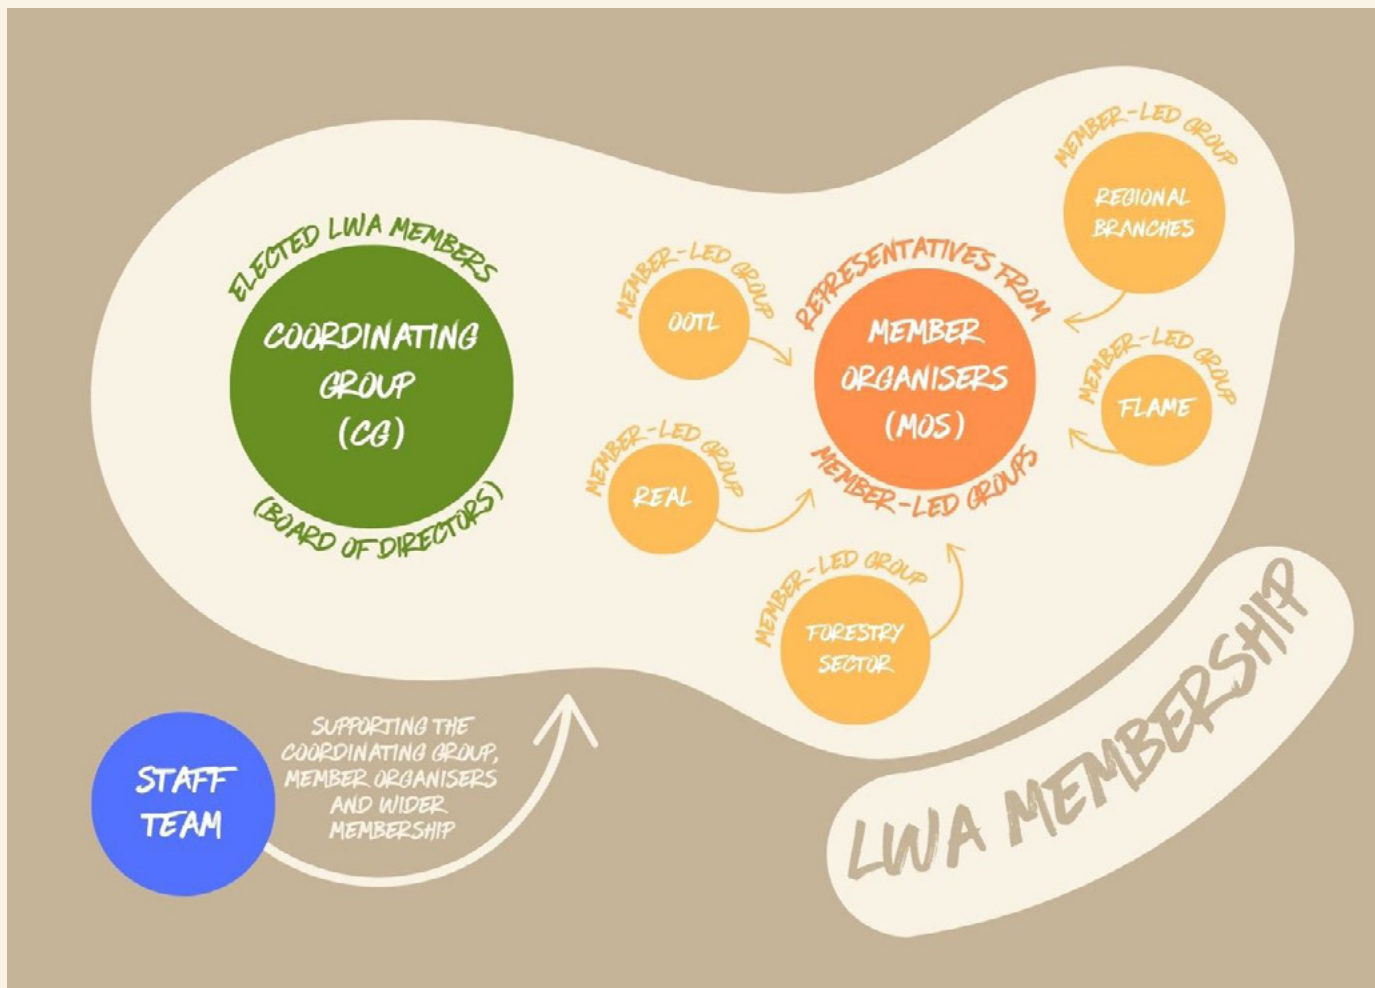 ELECTED LWA MEMBERS
COORDINATING
GROUP
(CG)
(BOARD OF DIRECTORS)
MEMBER-LED GROUP
OOTL
MEMBER-LED GROUP
REAL
REPRESENTATIVES FROM
MEMBER
ORGANISERS
(MOS)
MEMBER-LED GROUPS
MEMBER-LED GROUP
REGIONAL
BRANCHES
MEMBER-LED GROUP
FLAME
MEMBER-LED GROUP
FORESTRY
SECTOR
STAFF
TEAM
SUPPORTING THE
COORDINATING GROUP,
MEMBER ORGANISERS
AND WIDER
MEMBERSHIP
LWA MEMBERSHIP